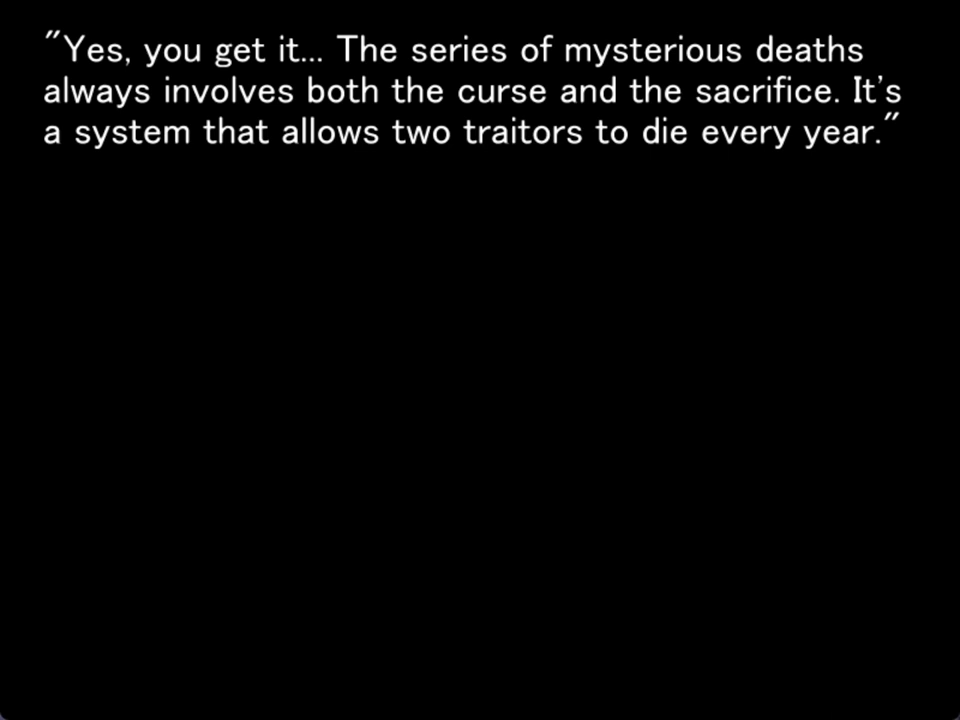 "Yes, you get it... The series of mysterious deaths
always involves both the curse and the sacrifice. It's
a system that allows two traitors to die every year."